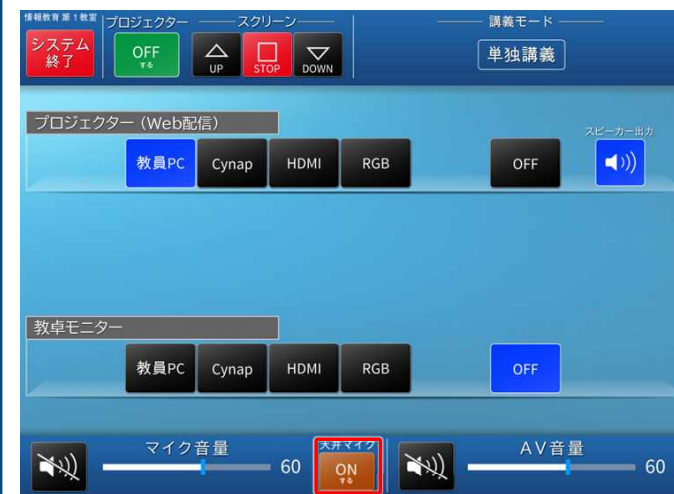 情報教育 第1教室
プロジェクター
スクリーン
講義モード
システム
終了
OFF
する
UP
STOP
DOWN
単独講義
プロジェクター（Web配信）
スピーカー出力
教員PC
Cynap
HDMI
RGB
OFF
教卓モニター
教員PC
Cynap
HDMI
RGB
OFF
マイク音量
60
天井マイク
ON
する
AV音量
60